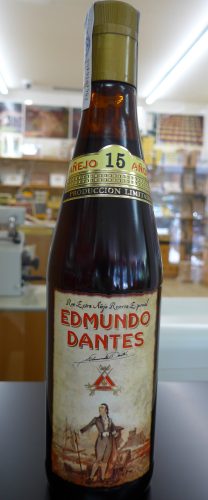 AÑEJO 15 AÑOS
PRODUCCION LIMITADA
Ron Extra Añejo Reserva Especial
EDMUNDO
DANTES